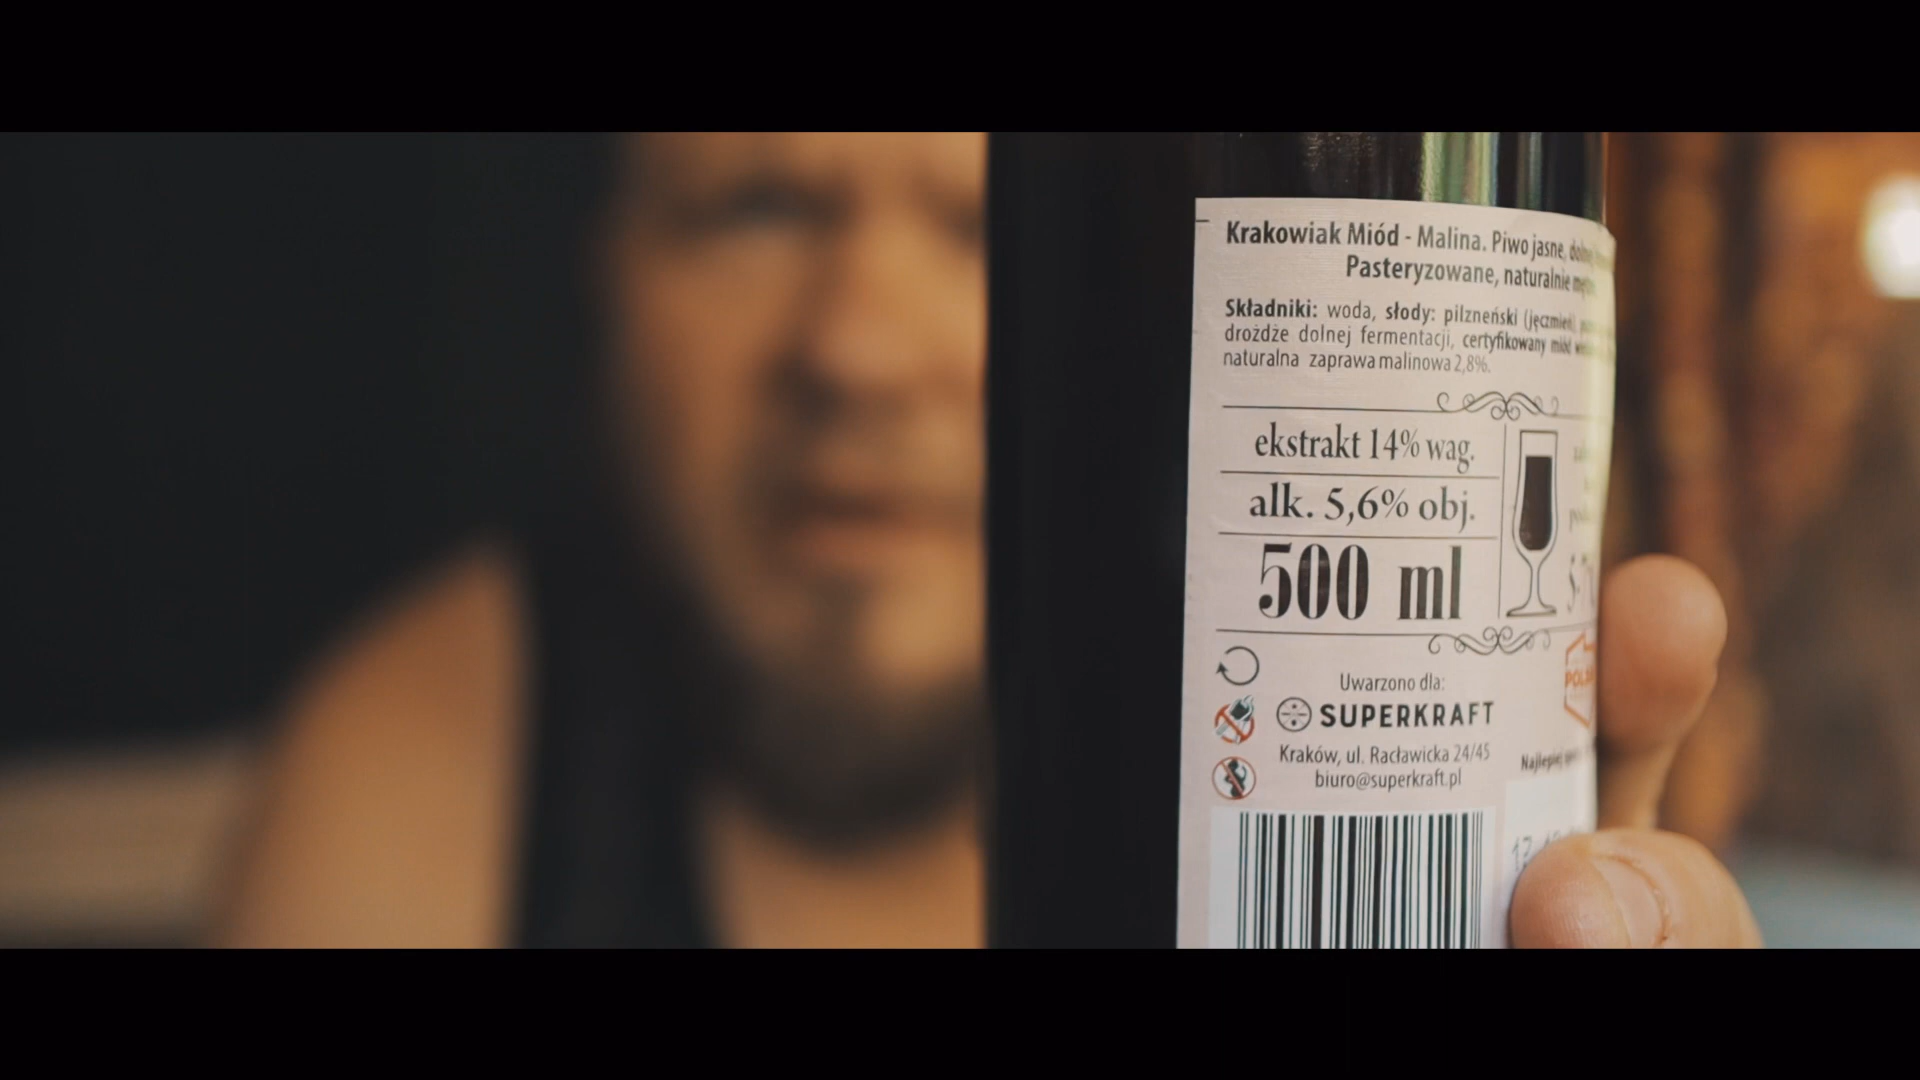 Krakowiak Miód - Malina. Piwo jasne,
Pasteryzowane, naturalnie
Składniki: woda, słody: pilzneński (jęczmień),
drożdże dolnej fermentacji, certyfikowany miód
naturalna zaprawa malinowa 2,8%.
ekstrakt 14% wag.
alk. 5,6% obj.
500 ml
Uwarzono dla:
SUPERKRAFT
Kraków, ul. Racławicka 24/45
biuro@superkraft.pl
Najlepiej